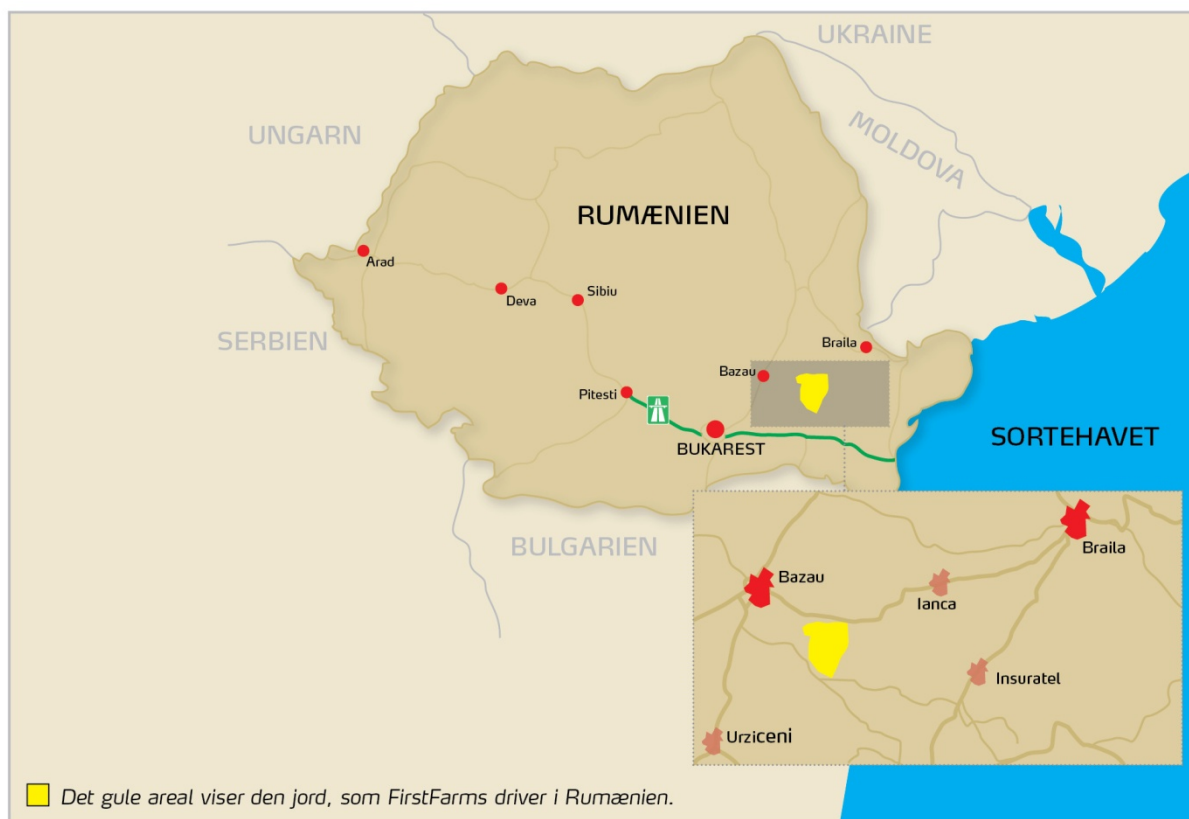 UKRAINE
MOLDOVA
UNGARN
RUMÆNIEN
Arad
Deva
Sibiu
SERBIEN
Braila
Bazau
Pitesti
BUKAREST
SORTEHAVET
BULGARIEN
Braila
Bazau
Ianca
Insuratel
Urziceni
Det gule areal viser den jord, som FirstFarms driver i Rumænien.